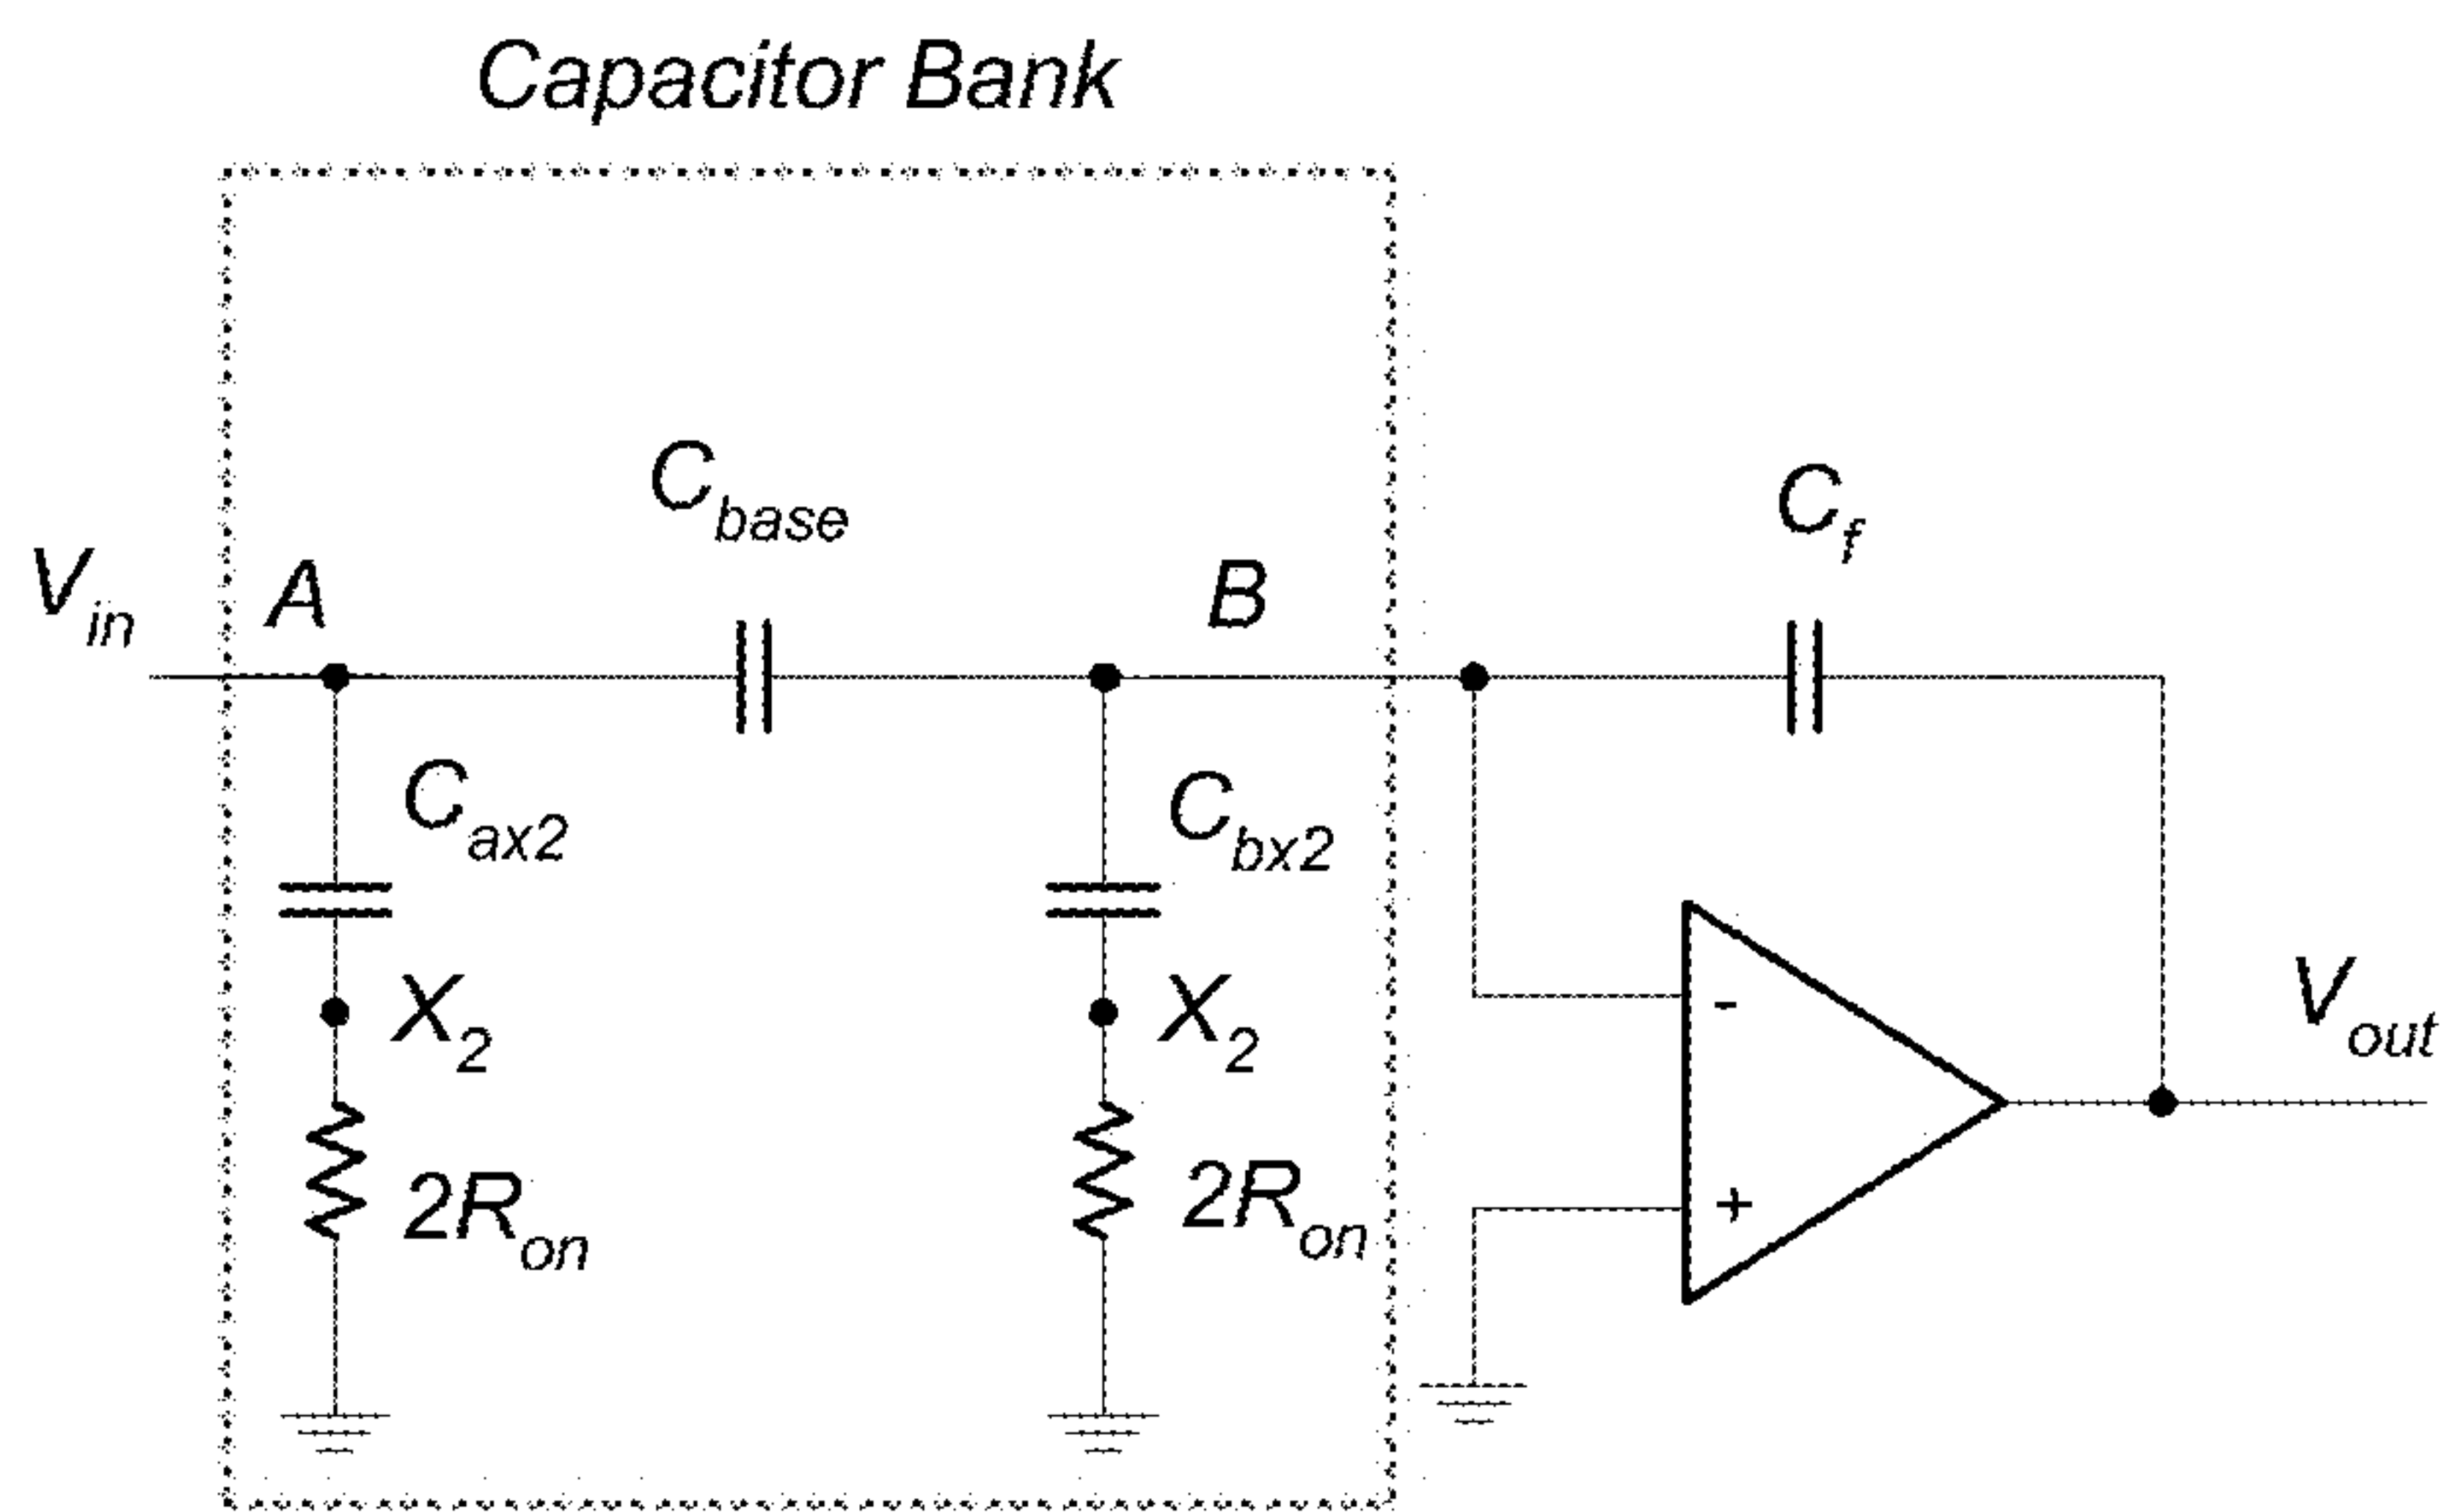 Capacitor Bank
C_base
C_f
V_in
A
B
C_ax2
C_bx2
X_2
X_2
-
V_out
2R_on
2R_on
+